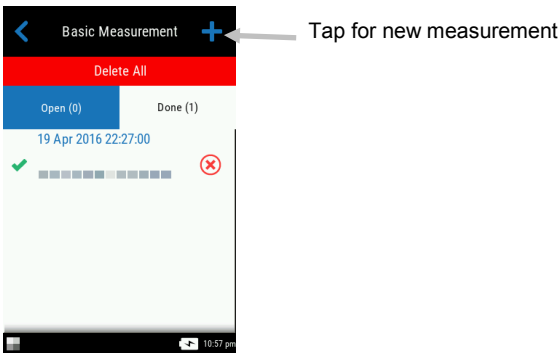 Basic Measurement
Tap for new measurement
Delete All
Open (0) Done (1)
19 Apr 2016 22:27:00
10:57 pm